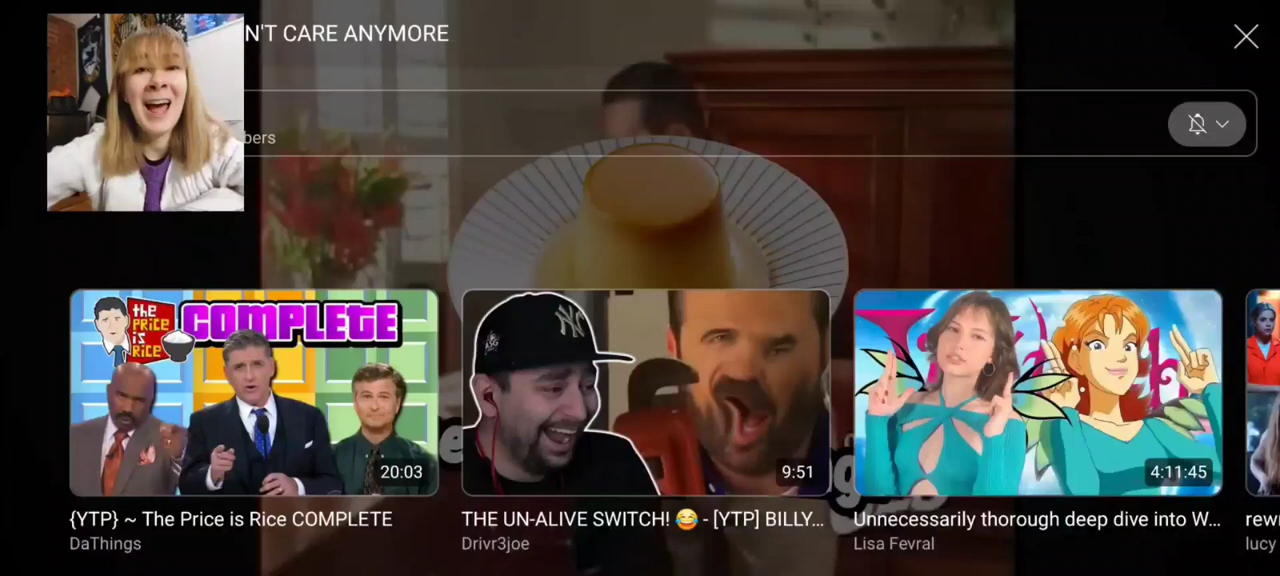 N'T CARE ANYMORE
bers
the
PRICE
is
RICE
COMPLETE
20:03
9:51
4:11:45
{YTP} ~ The Price is Rice COMPLETE
DaThings
THE UN-ALIVE SWITCH! 😂 - [YTP] BILLY...
Drivr3joe
Unnecessarily thorough deep dive into W...
Lisa Fevral
rewr
lucy